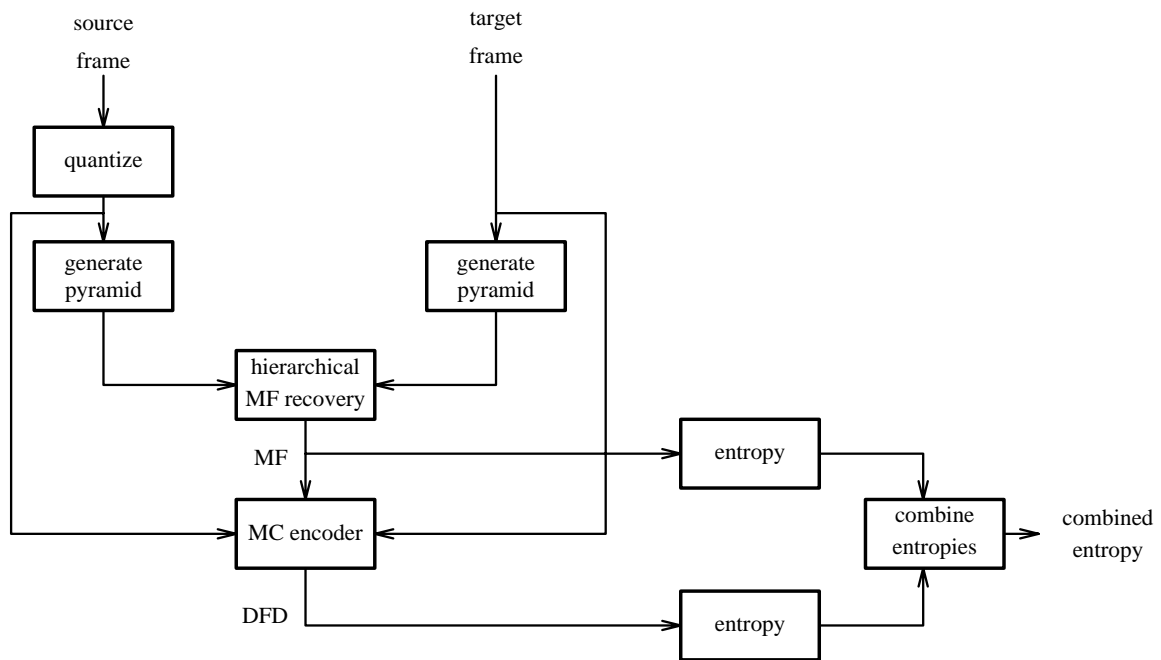 source
frame
target
frame
quantize
generate
pyramid
generate
pyramid
hierarchical
MF recovery
MF
entropy
MC encoder
combine
entropies
combined
entropy
DFD
entropy